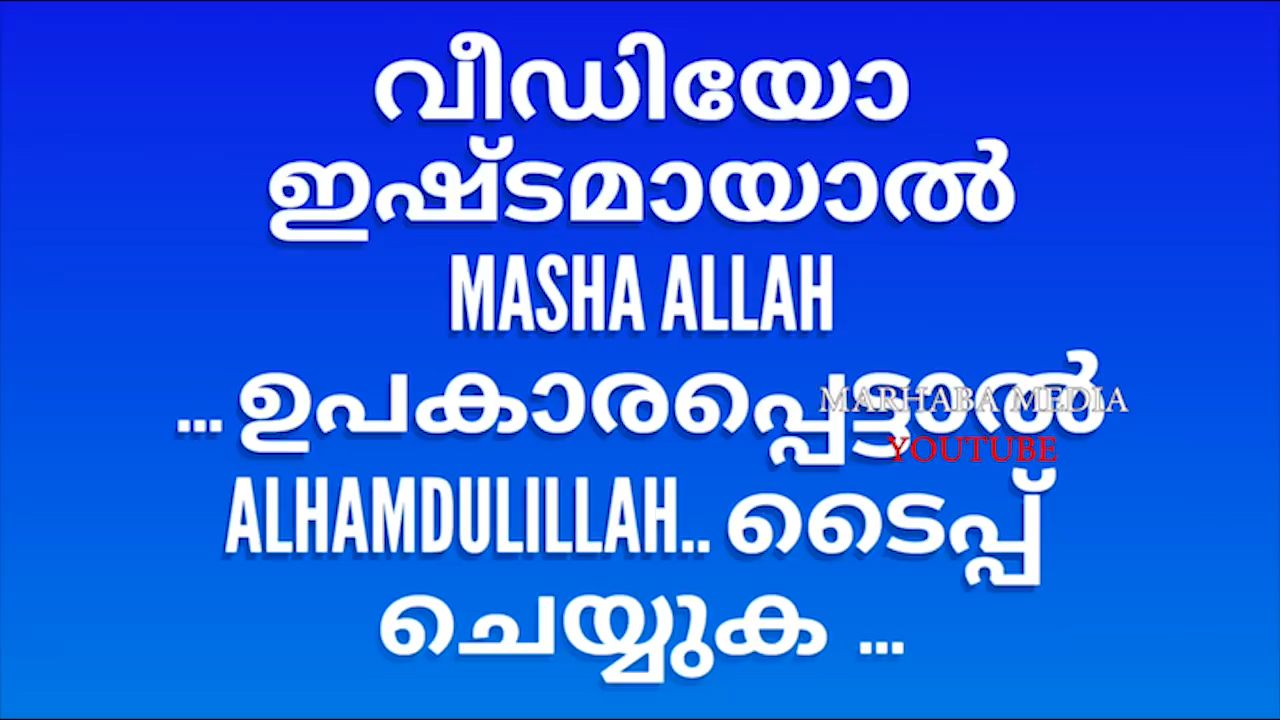 വീഡിയോ
ഇഷ്ടമായാൽ
MASHA ALLAH
... ഉപകാരപ്പെട്ടാൽ
MARHABA MEDIA
YOUTUBE
ALHAMDULILLAH.. ടൈപ്പ്
ചെയ്യുക ...